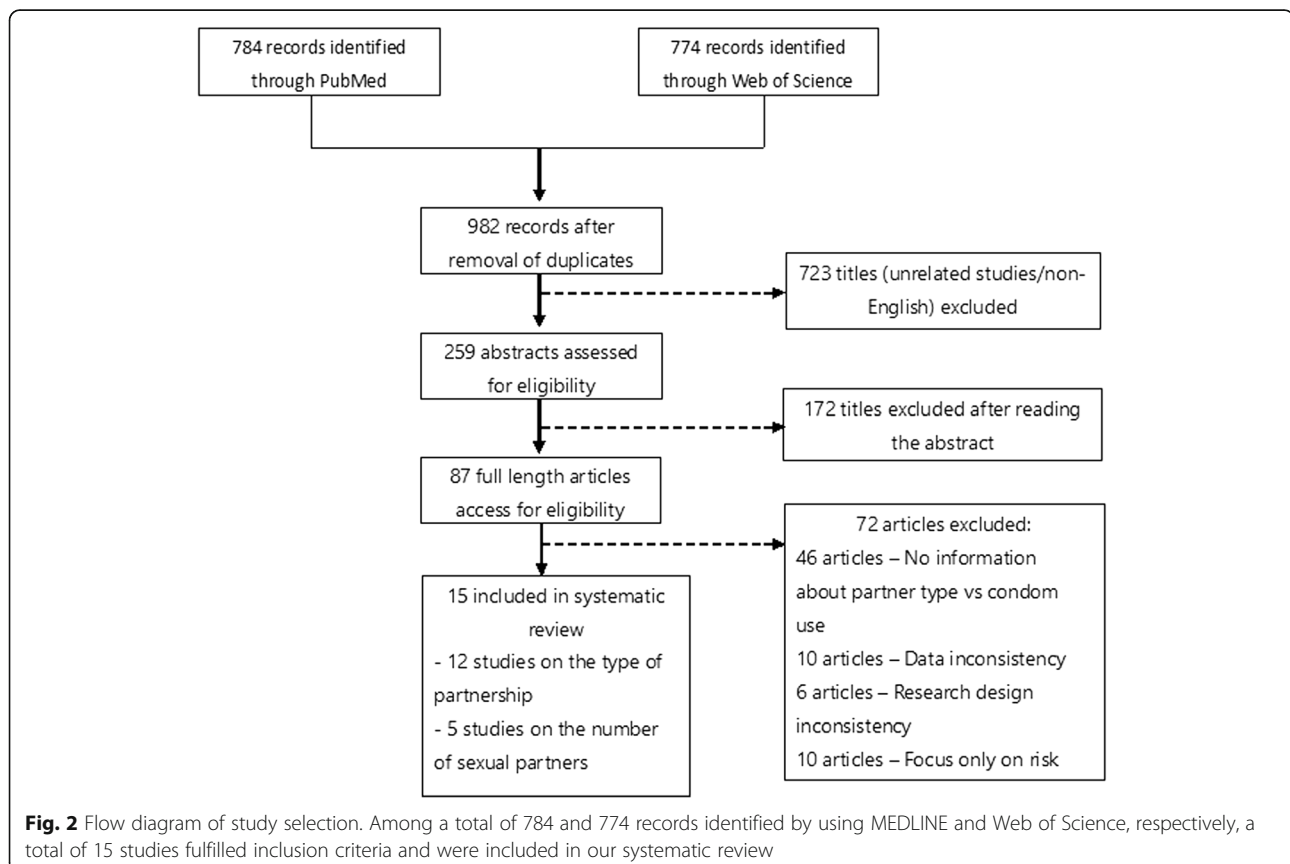 784 records identified
through PubMed
774 records identified
through Web of Science
982 records after
removal of duplicates
723 titles (unrelated studies/non-
English) excluded
259 abstracts assessed
for eligibility
172 titles excluded after reading
the abstract
87 full length articles
access for eligibility
72 articles excluded:
46 articles – No information
about partner type vs condom
use
10 articles – Data inconsistency
6 articles – Research design
inconsistency
10 articles – Focus only on risk
15 included in systematic
review
- 12 studies on the type of
partnership
- 5 studies on the number
of sexual partners
Fig. 2 Flow diagram of study selection. Among a total of 784 and 774 records identified by using MEDLINE and Web of Science, respectively, a
total of 15 studies fulfilled inclusion criteria and were included in our systematic review